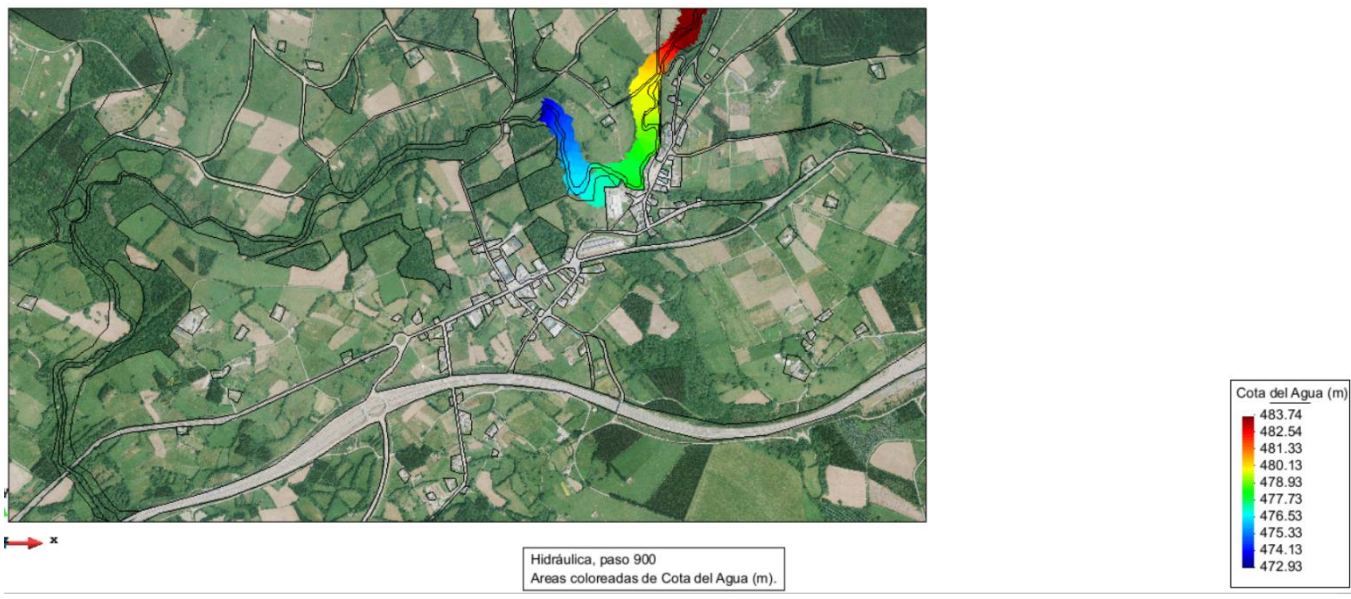 Cota del Agua (m)
483.74
482.54
481.33
480.13
478.93
477.73
476.53
475.33
474.13
472.93
x
Hidráulica, paso 900
Areas coloreadas de Cota del Agua (m).